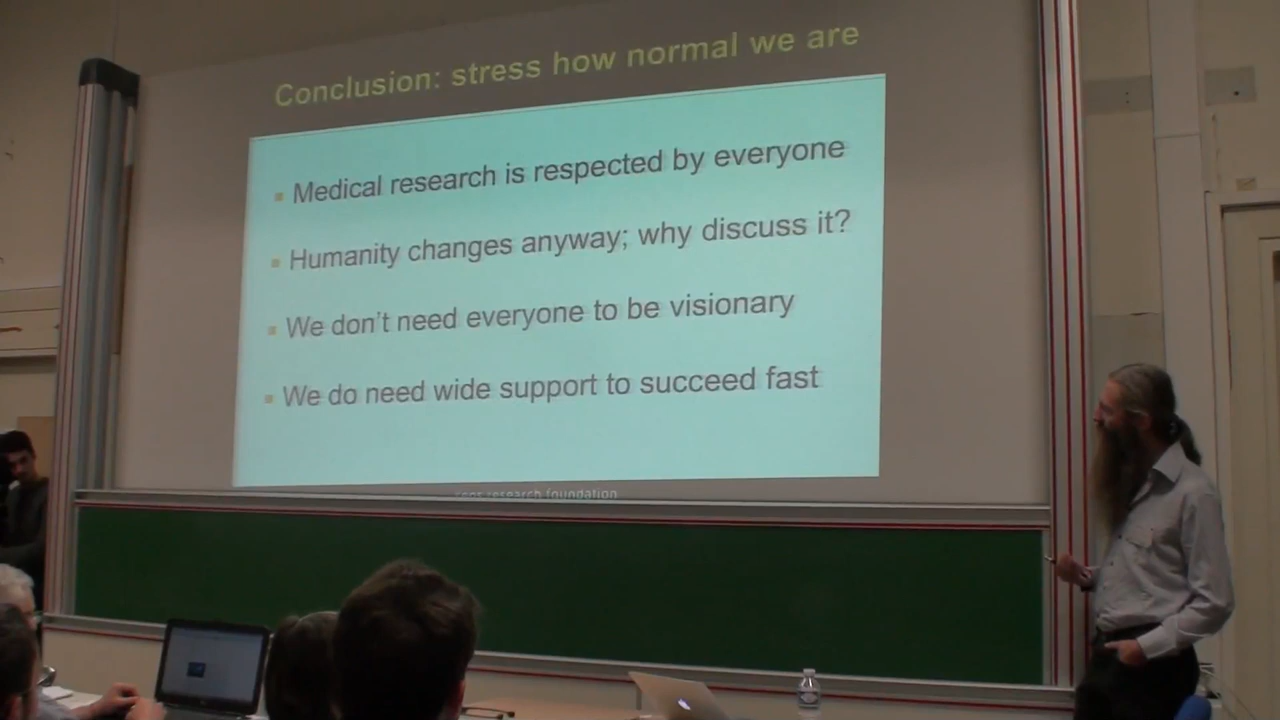 Conclusion: stress how normal we are
Medical research is respected by everyone
Humanity changes anyway; why discuss it?
We don't need everyone to be visionary
We do need wide support to succeed fast
research foundation